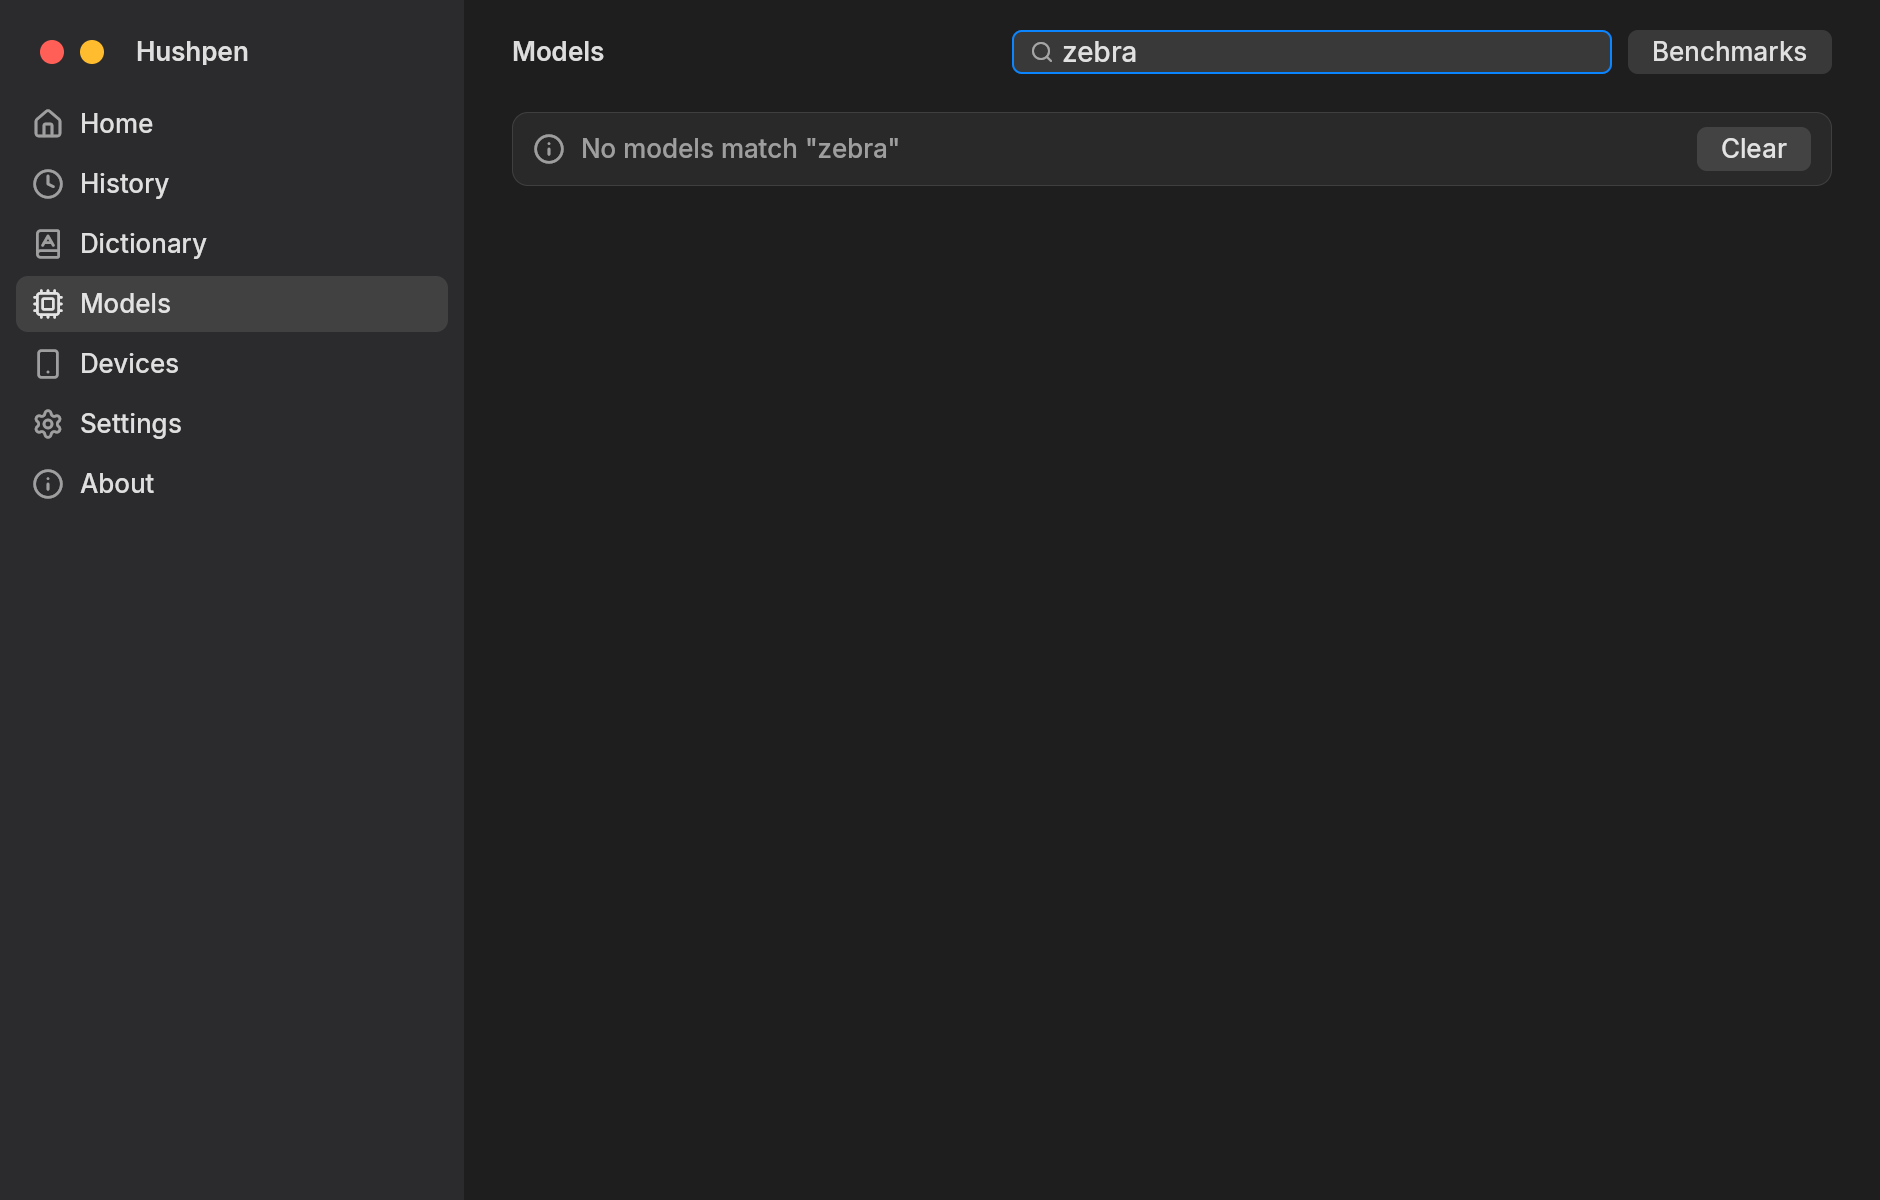 Hushpen
Home
History
Dictionary
Models
Devices
Settings
About
Models
zebra
Benchmarks
No models match "zebra"
Clear